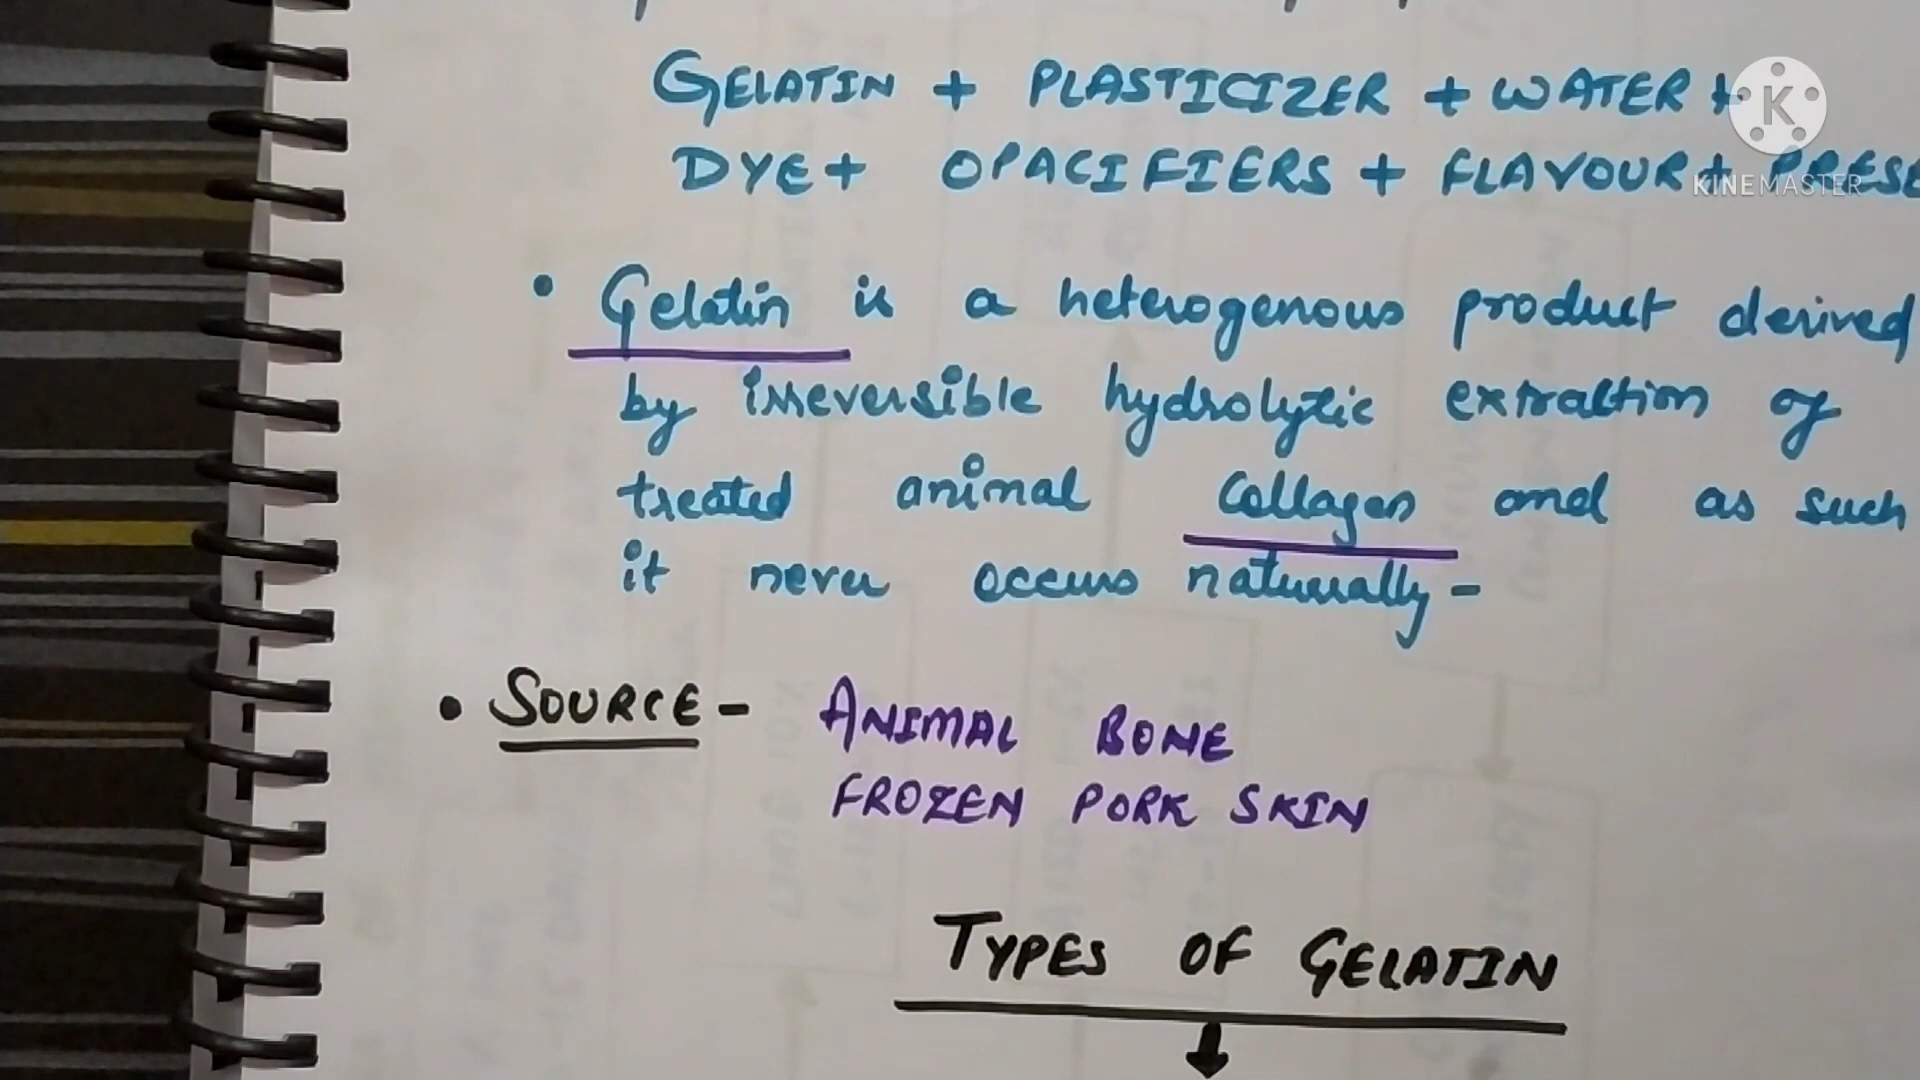 GELATIN + PLASTICIZER + WATER +
DYE + OPACIFIERS + FLAVOUR +
K
KINEMASTER
• Gelatin is a heterogenous product derived
by irreversible hydrolytic extraction of
treated animal Collagen and as such
it never occurs naturally -
• SOURCE - ANIMAL BONE
FROZEN PORK SKIN
TYPES OF GELATIN